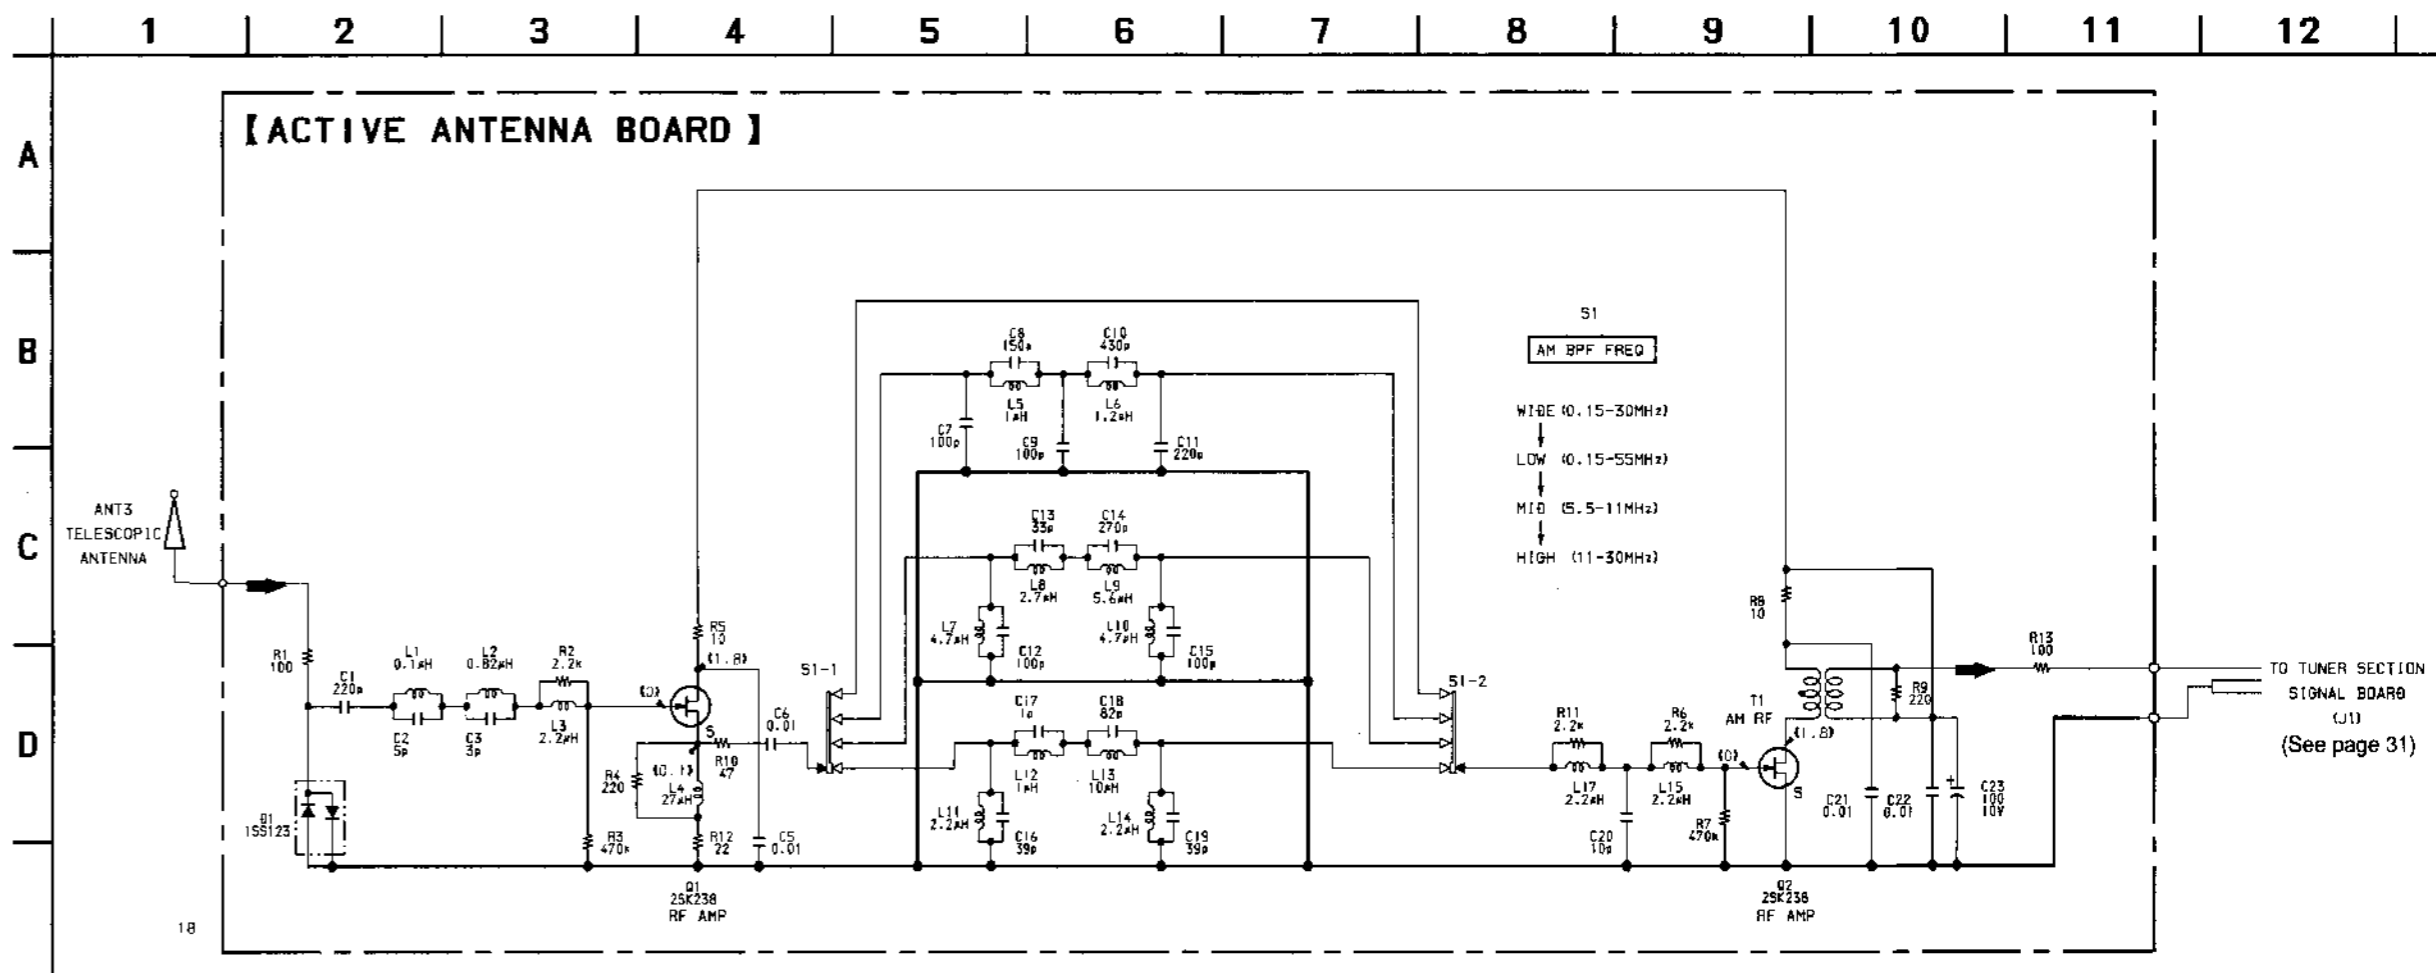 1 2 3 4 5 6 7 8 9 10 11 12
A
B
C
D
【ACTIVE ANTENNA BOARD】
ANT3
TELESCOPIC
ANTENNA
R1
100
C1
220p
L1
0.1μH
C2
5p
L2
0.82μH
C3
3p
R2
2.2k
L3
2.2μH
D1
1SS123
R3
470k
(0)
R5
10
(1.8)
S
R4
220
(0.1)
L4
27μH
R10
47
C6
0.01
R12
22
C5
0.01
Q1
2SK238
RF AMP
S1-1
C8
150p
L5
1μH
C10
430p
L6
1.2μH
C7
100p
C9
100p
C11
220p
C13
33p
L8
2.7μH
C14
270p
L9
5.6μH
L7
4.7μH
C12
100p
L10
4.7μH
C15
100p
C17
1p
L12
1μH
C18
82p
L13
10μH
L11
2.2μH
C16
39p
L14
2.2μH
C19
39p
S1-2
S1
AM BPF FREQ
WIDE (0.15-30MHz)
LOW (0.15-55MHz)
MID (5.5-11MHz)
HIGH (11-30MHz)
R11
2.2k
L17
2.2μH
R6
2.2k
L15
2.2μH
C20
10p
R7
470k
(0)
R8
10
T1
AM RF
(1.8)
S
Q2
2SK238
RF AMP
R9
220
C21
0.01
C22
0.01
+
C23
100
10V
R13
100
TO TUNER SECTION
SIGNAL BOARD
(J1)
(See page 31)
18